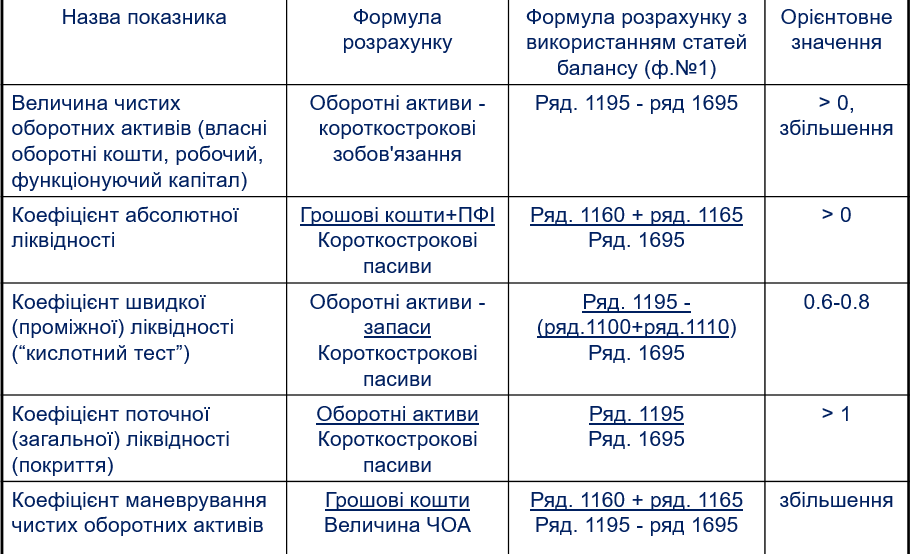 Назва показника
Формула
розрахунку
Формула розрахунку з
використанням статей
балансу (ф.№1)
Орієнтовне
значення
Величина чистих
оборотних активів (власні
оборотні кошти, робочий,
функціонуючий капітал)
Оборотні активи -
короткострокові
зобов'язання
Ряд. 1195 - ряд 1695
> 0,
збільшення
Коефіцієнт абсолютної
ліквідності
Грошові кошти+ПФІ
Короткострокові
пасиви
Ряд. 1160 + ряд. 1165
Ряд. 1695
> 0
Коефіцієнт швидкої
(проміжної) ліквідності
(“кислотний тест”)
Оборотні активи -
запаси
Короткострокові
пасиви
Ряд. 1195 -
(ряд.1100+ряд.1110)
Ряд. 1695
0.6-0.8
Коефіцієнт поточної
(загальної) ліквідності
(покриття)
Оборотні активи
Короткострокові
пасиви
Ряд. 1195
Ряд. 1695
> 1
Коефіцієнт маневрування
чистих оборотних активів
Грошові кошти
Величина ЧОА
Ряд. 1160 + ряд. 1165
Ряд. 1195 - ряд 1695
збільшення